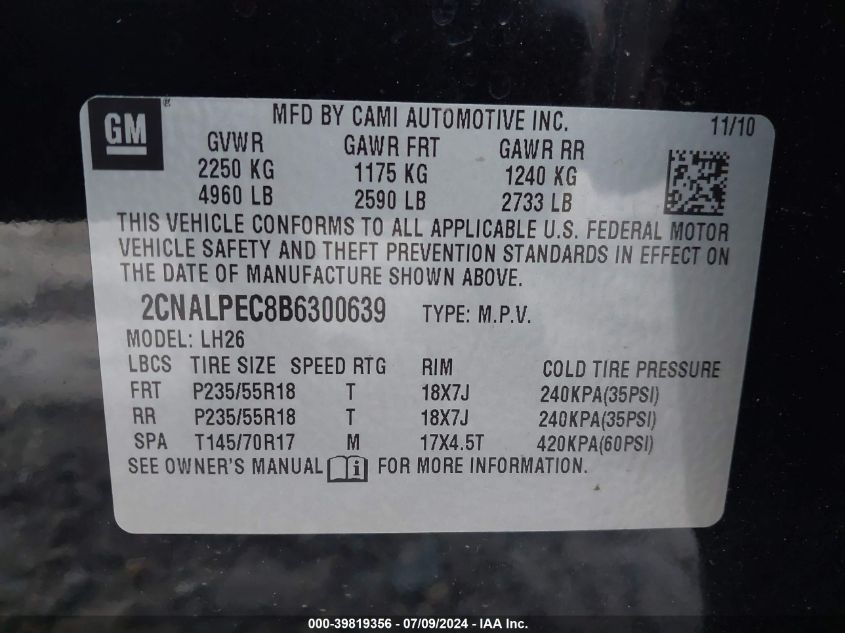 GM® MFD BY CAMI AUTOMOTIVE INC. 11/10
GVWR GAWR FRT GAWR RR
2250 KG 1175 KG 1240 KG
4960 LB 2590 LB 2733 LB
THIS VEHICLE CONFORMS TO ALL APPLICABLE U.S. FEDERAL MOTOR
VEHICLE SAFETY AND THEFT PREVENTION STANDARDS IN EFFECT ON
THE DATE OF MANUFACTURE SHOWN ABOVE.
2CNALPEC8B6300639 TYPE: M.P.V.
MODEL: LH26
LBCS TIRE SIZE SPEED RTG RIM COLD TIRE PRESSURE
FRT P235/55R18 T 18X7J 240KPA(35PSI)
RR P235/55R18 T 18X7J 240KPA(35PSI)
SPA T145/70R17 M 17X4.5T 420KPA(60PSI)
SEE OWNER'S MANUAL FOR MORE INFORMATION.
000-39819356 - 07/09/2024 - IAA Inc.